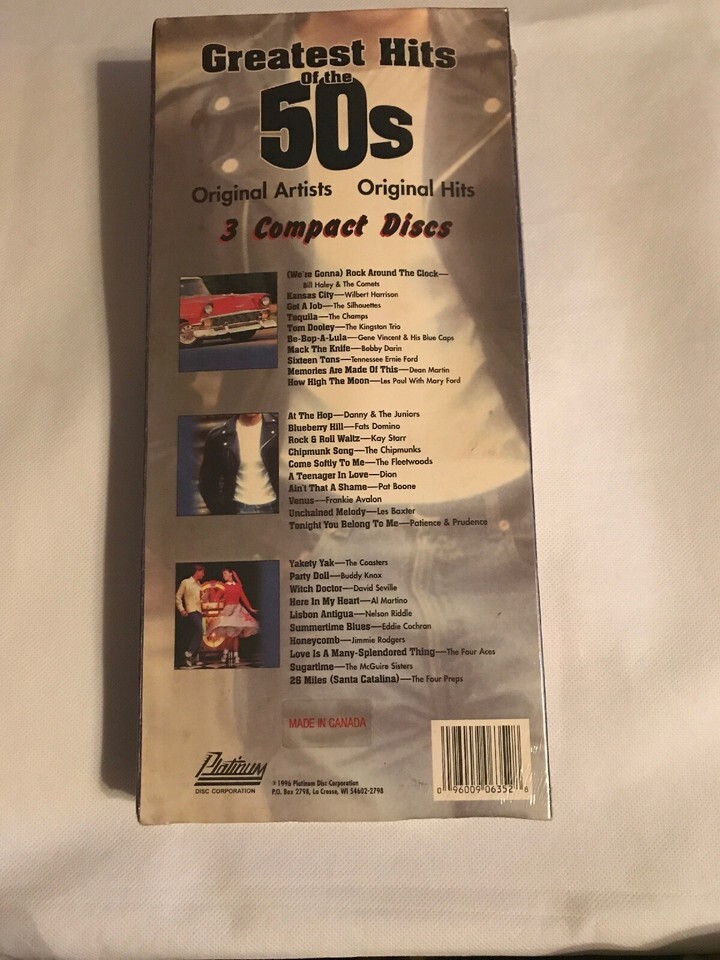 Greatest Hits
Of the
50s
Original Artists Original Hits
3 Compact Discs
(We're Gonna) Rock Around The Clock—
Bill Haley & The Comets
Kansas City—Wilbert Harrison
Got A Job—The Silhouettes
Tequila—The Champs
Tom Dooley—The Kingston Trio
Be-Bop-A-Lula—Gene Vincent & His Blue Caps
Mack The Knife—Bobby Darin
Sixteen Tons—Tennessee Ernie Ford
Memories Are Made Of This—Dean Martin
How High The Moon—Les Paul With Mary Ford
At The Hop—Danny & The Juniors
Blueberry Hill—Fats Domino
Rock & Roll Waltz—Kay Starr
Chipmunk Song—The Chipmunks
Come Softly To Me—The Fleetwoods
A Teenager In Love—Dion
Ain't That A Shame—Pat Boone
Venus—Frankie Avalon
Unchained Melody—Les Baxter
Tonight You Belong To Me—Patience & Prudence
Yakety Yak—The Coasters
Party Doll—Buddy Knox
Witch Doctor—David Seville
Here In My Heart—Al Martino
Lisbon Antigua—Nelson Riddle
Summertime Blues—Eddie Cochran
Honeycomb—Jimmie Rodgers
Love Is A Many-Splendored Thing—The Four Aces
Sugartime—The McGuire Sisters
26 Miles (Santa Catalina)—The Four Preps
MADE IN CANADA
Platinum
DISC CORPORATION
© 1996 Platinum Disc Corporation
P.O. Box 2798, La Crosse, WI 54602-2798
0 96009 06352 8